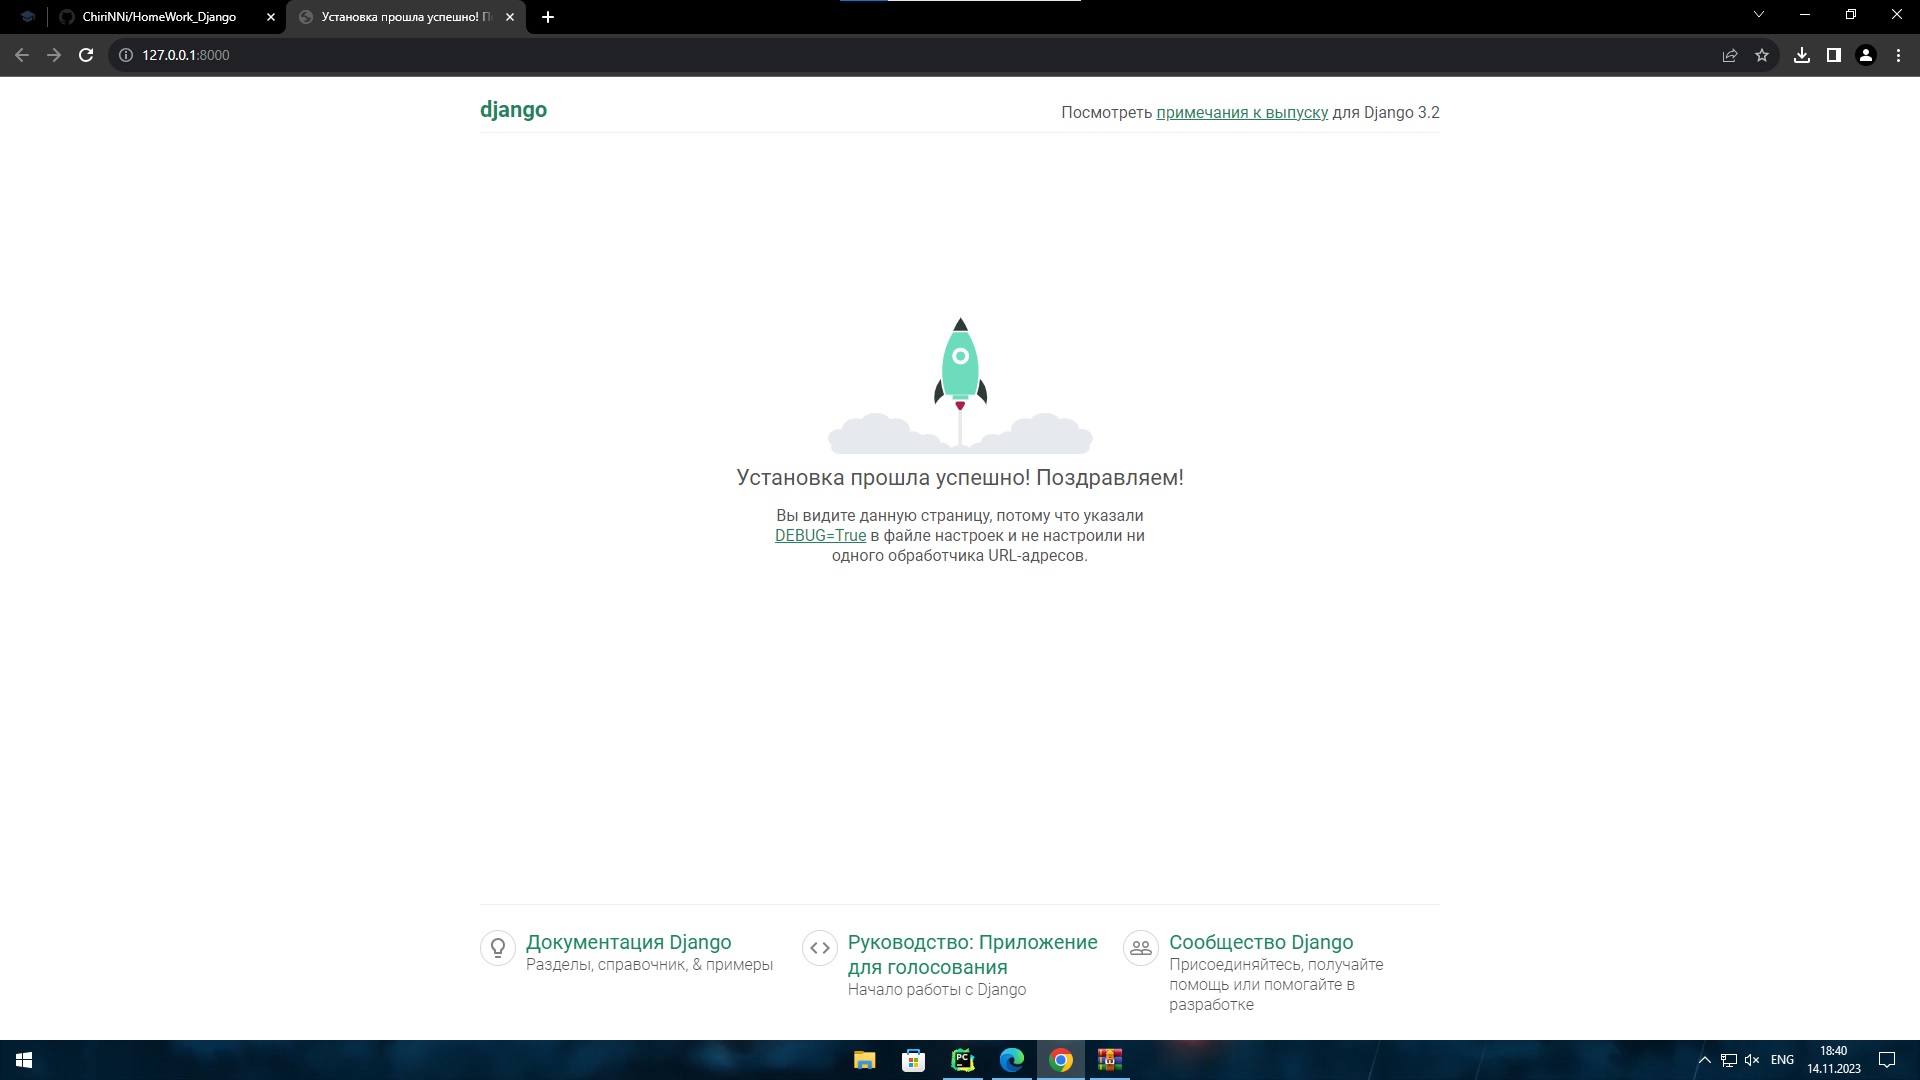 ChiriNNi/HomeWork_Django
Установка прошла успешно! П
127.0.0.1:8000
django
Посмотреть примечания к выпуску для Django 3.2
Установка прошла успешно! Поздравляем!
Вы видите данную страницу, потому что указали
DEBUG=True в файле настроек и не настроили ни
одного обработчика URL-адресов.
Документация Django
Разделы, справочник, & примеры
Руководство: Приложение
для голосования
Начало работы с Django
Сообщество Django
Присоединяйтесь, получайте
помощь или помогайте в
разработке
PC
ENG
18:40
14.11.2023